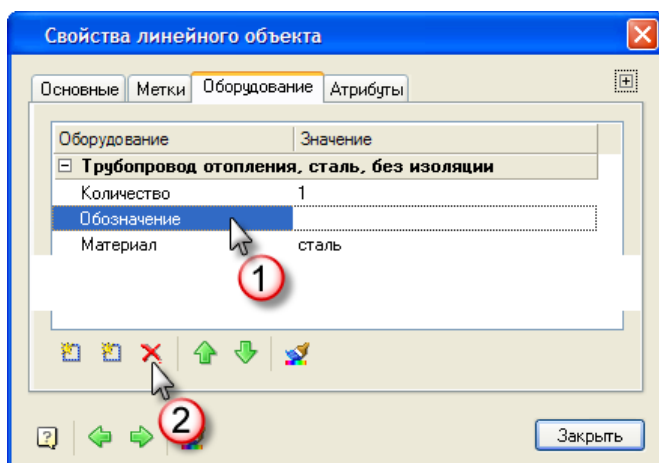 Свойства линейного объекта
Основные Метки Оборудование Атрибуты
Оборудование Значение
Трубопровод отопления, сталь, без изоляции
Количество 1
Обозначение
Материал сталь
1
2
Закрыть